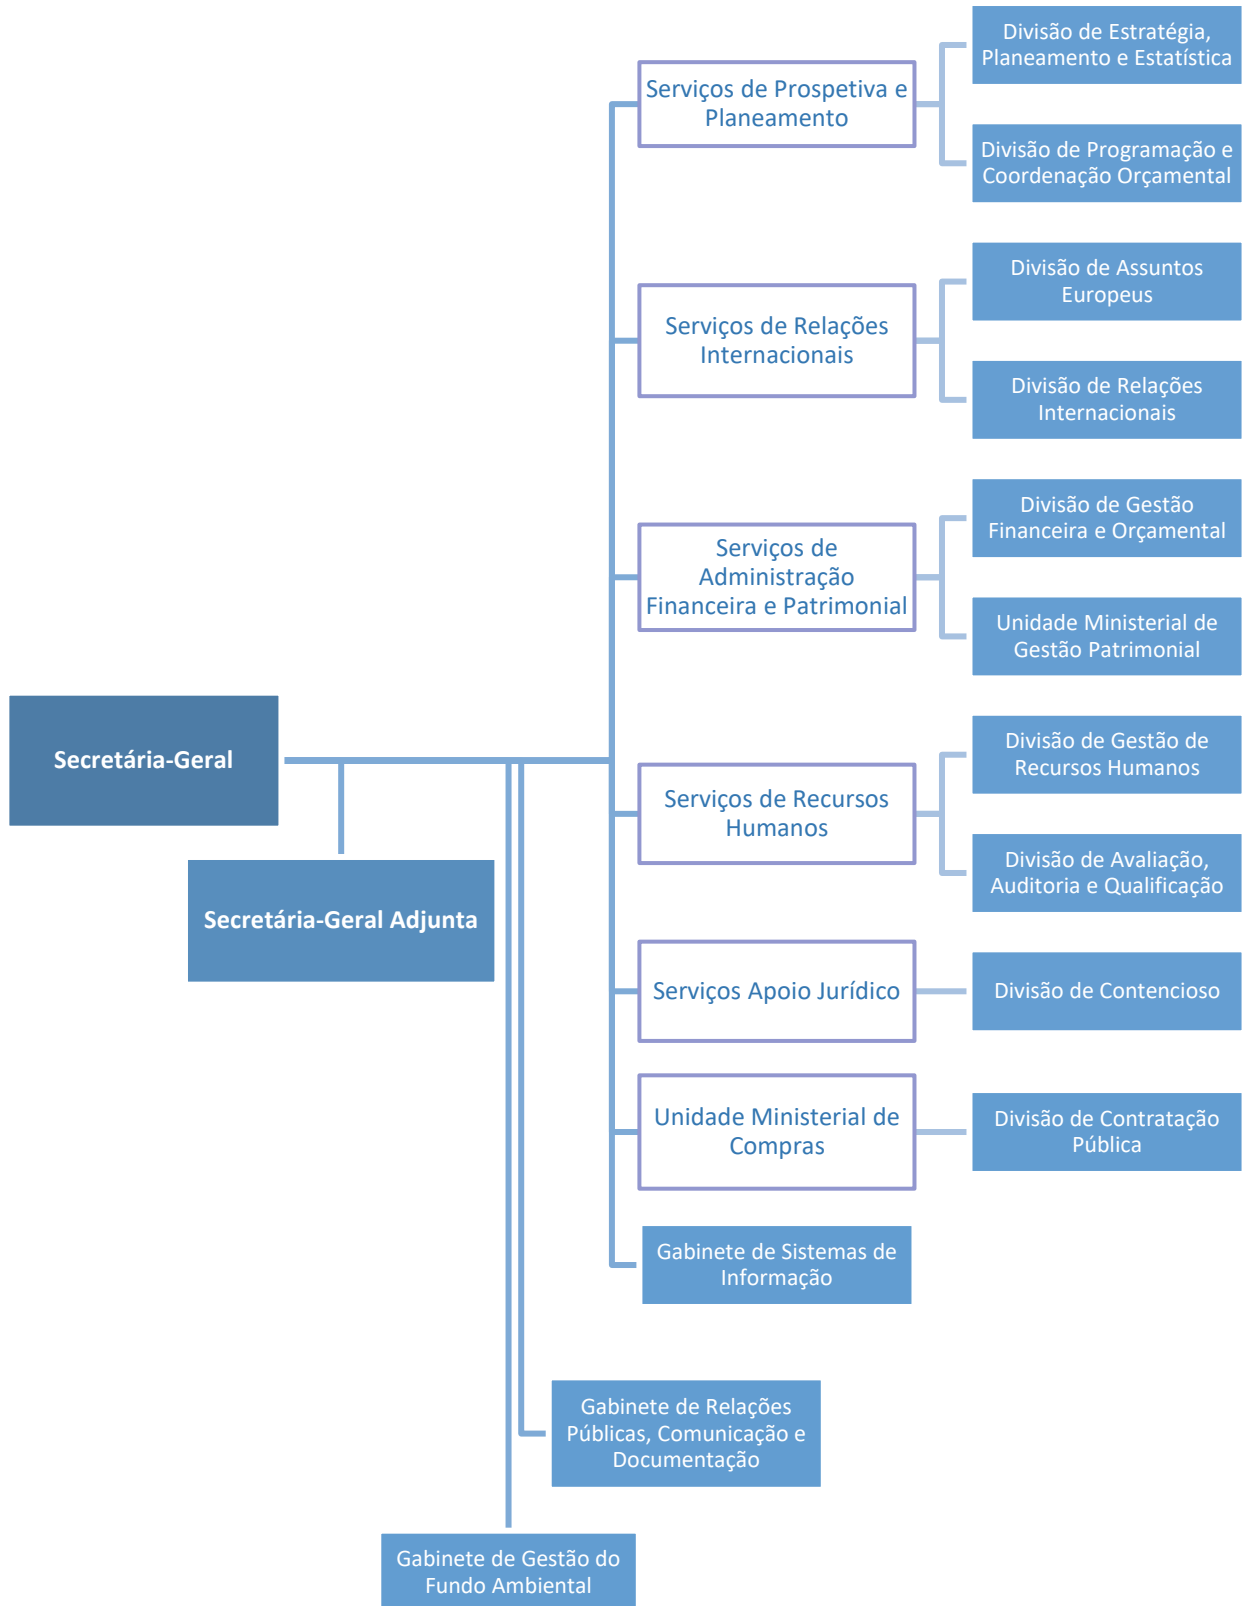 Divisão de Estratégia,
Planeamento e Estatística
Serviços de Prospetiva e
Planeamento
Divisão de Programação e
Coordenação Orçamental
Divisão de Assuntos
Europeus
Serviços de Relações
Internacionais
Divisão de Relações
Internacionais
Divisão de Gestão
Financeira e Orçamental
Serviços de
Administração
Financeira e Patrimonial
Unidade Ministerial de
Gestão Patrimonial
Secretária-Geral
Divisão de Gestão de
Recursos Humanos
Serviços de Recursos
Humanos
Divisão de Avaliação,
Auditoria e Qualificação
Secretária-Geral Adjunta
Serviços Apoio Jurídico
Divisão de Contencioso
Unidade Ministerial de
Compras
Divisão de Contratação
Pública
Gabinete de Sistemas de
Informação
Gabinete de Relações
Públicas, Comunicação e
Documentação
Gabinete de Gestão do
Fundo Ambiental